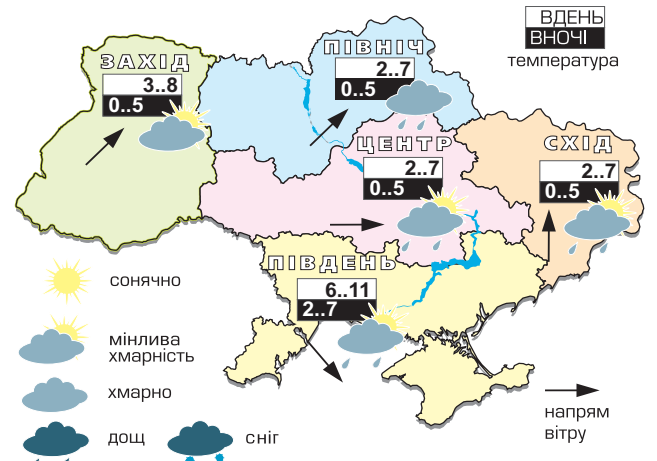 ВДЕНЬ
ВНОЧІ
температура
ЗАХІД
3..8
0..5
ПІВНІЧ
2..7
0..5
ЦЕНТР
2..7
0..5
СХІД
2..7
0..5
ПІВДЕНЬ
6..11
2..7
сонячно
мінлива
хмарність
хмарно
дощ
сніг
напрям
вітру